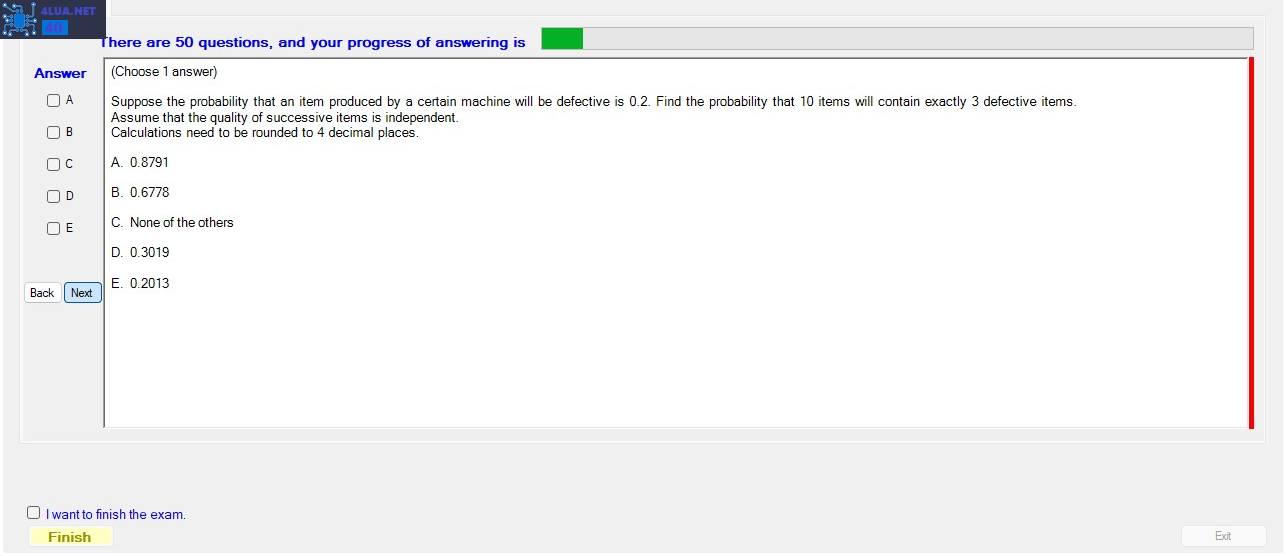 4LUA.NET
40
There are 50 questions, and your progress of answering is
Answer
A
B
C
D
E
Back Next
(Choose 1 answer)
Suppose the probability that an item produced by a certain machine will be defective is 0.2. Find the probability that 10 items will contain exactly 3 defective items.
Assume that the quality of successive items is independent.
Calculations need to be rounded to 4 decimal places.
A. 0.8791
B. 0.6778
C. None of the others
D. 0.3019
E. 0.2013
I want to finish the exam.
Finish
Exit